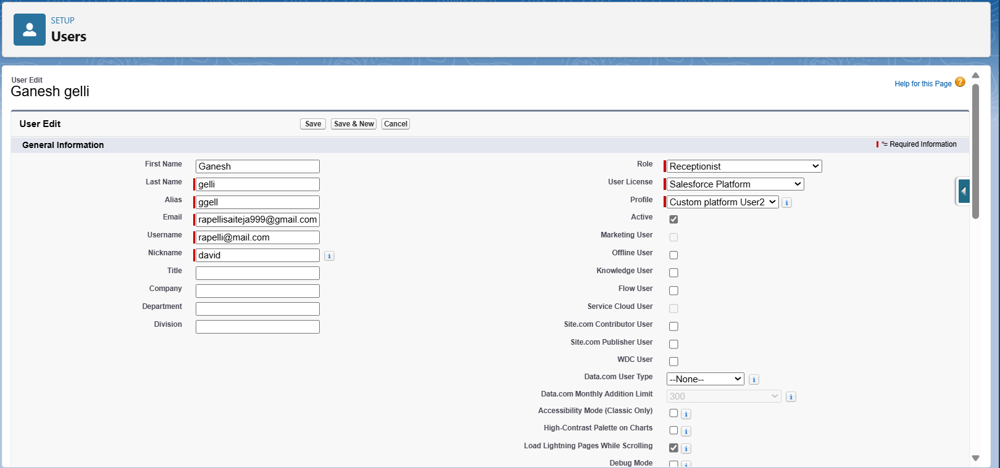 SETUP
Users
User Edit
Ganesh gelli
Help for this Page ?
User Edit
Save
Save & New
Cancel
General Information
*= Required Information
First Name
Ganesh
Last Name
gelli
Alias
ggell
Email
rapellisaiteja999@gmail.com
Username
rapelli@mail.com
Nickname
david
i
Title
Company
Department
Division
Role
Receptionist
User License
Salesforce Platform
Profile
Custom platform User2
i
Active
Marketing User
Offline User
Knowledge User
Flow User
Service Cloud User
Site.com Contributor User
Site.com Publisher User
WDC User
Data.com User Type
--None--
i
Data.com Monthly Addition Limit
300
i
Accessibility Mode (Classic Only)
i
High-Contrast Palette on Charts
i
Load Lightning Pages While Scrolling
i
Debug Mode
i